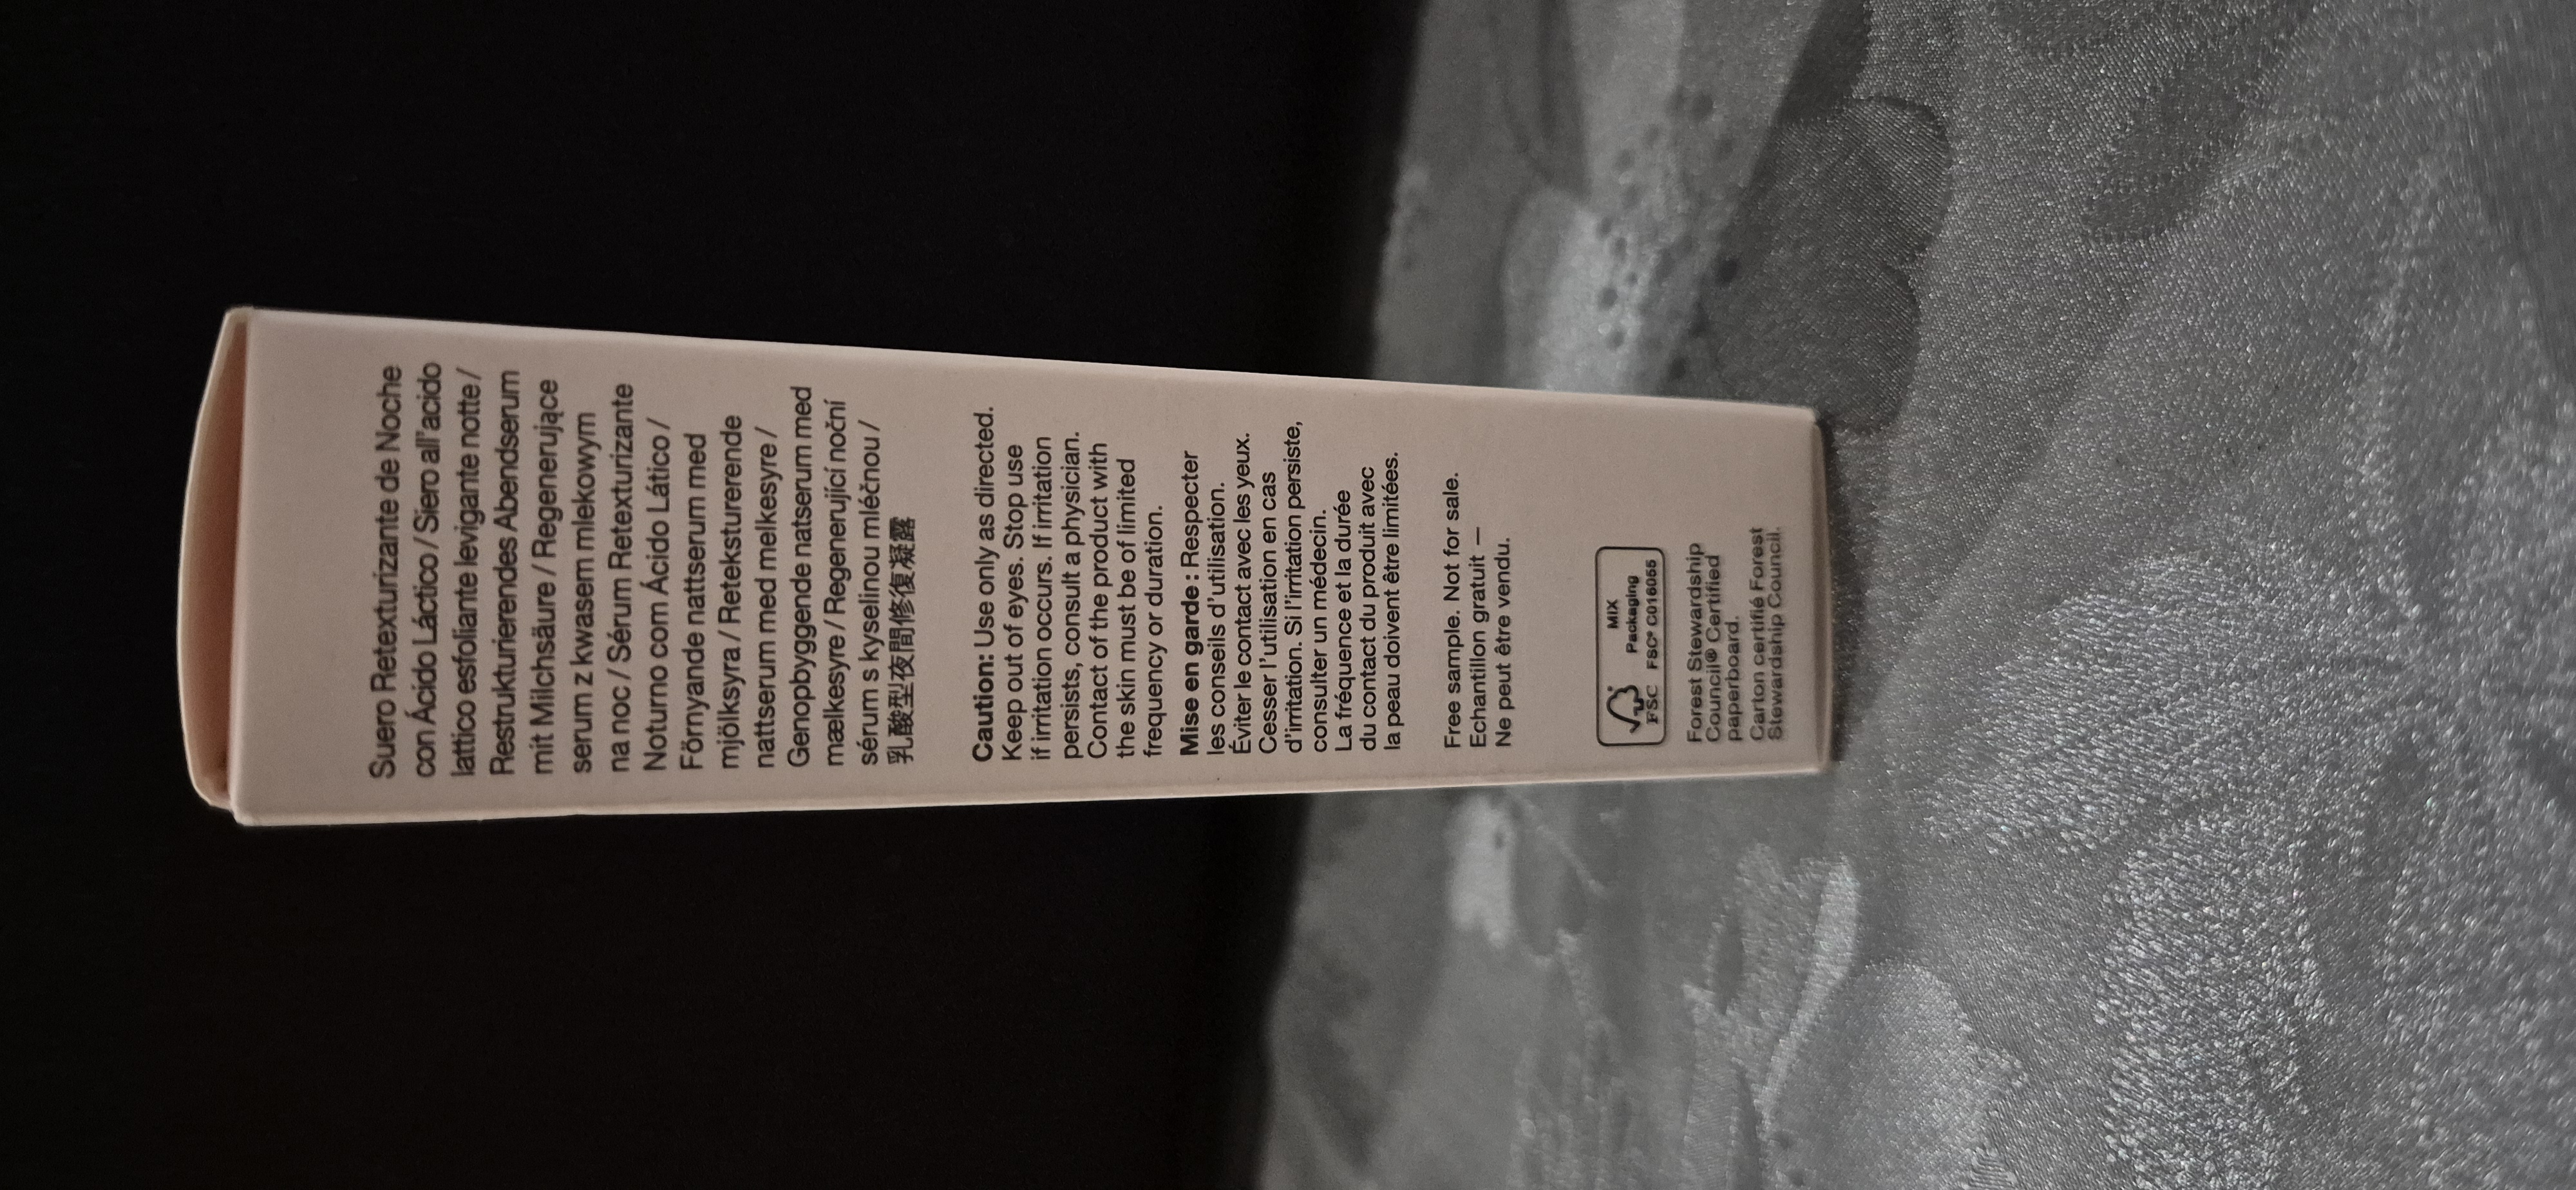 Suero Retexturizante de Noche
con Ácido Láctico / Siero all'acido
lattico esfoliante levigante notte /
Restrukturierendes Abendserum
mit Milchsäure / Regenerujące
serum z kwasem mlekowym
na noc / Sérum Retexturizante
Noturno com Ácido Lático /
Förnyande nattserum med
mjölksyra / Reteksturerende
nattserum med melkesyre /
Genopbyggende natserum med
mælkesyre / Regenerující noční
sérum s kyselinou mléčnou /
乳酸型夜間修復凝露
Caution: Use only as directed.
Keep out of eyes. Stop use
if irritation occurs. If irritation
persists, consult a physician.
Contact of the product with
the skin must be of limited
frequency or duration.
Mise en garde : Respecter
les conseils d'utilisation.
Éviter le contact avec les yeux.
Cesser l'utilisation en cas
d'irritation. Si l'irritation persiste,
consulter un médecin.
La fréquence et la durée
du contact du produit avec
la peau doivent être limitées.
Free sample. Not for sale.
Echantillon gratuit —
Ne peut être vendu.
MIX
Packaging
FSC FSC® C016055
Forest Stewardship
Council® Certified
paperboard.
Carton certifié Forest
Stewardship Council.